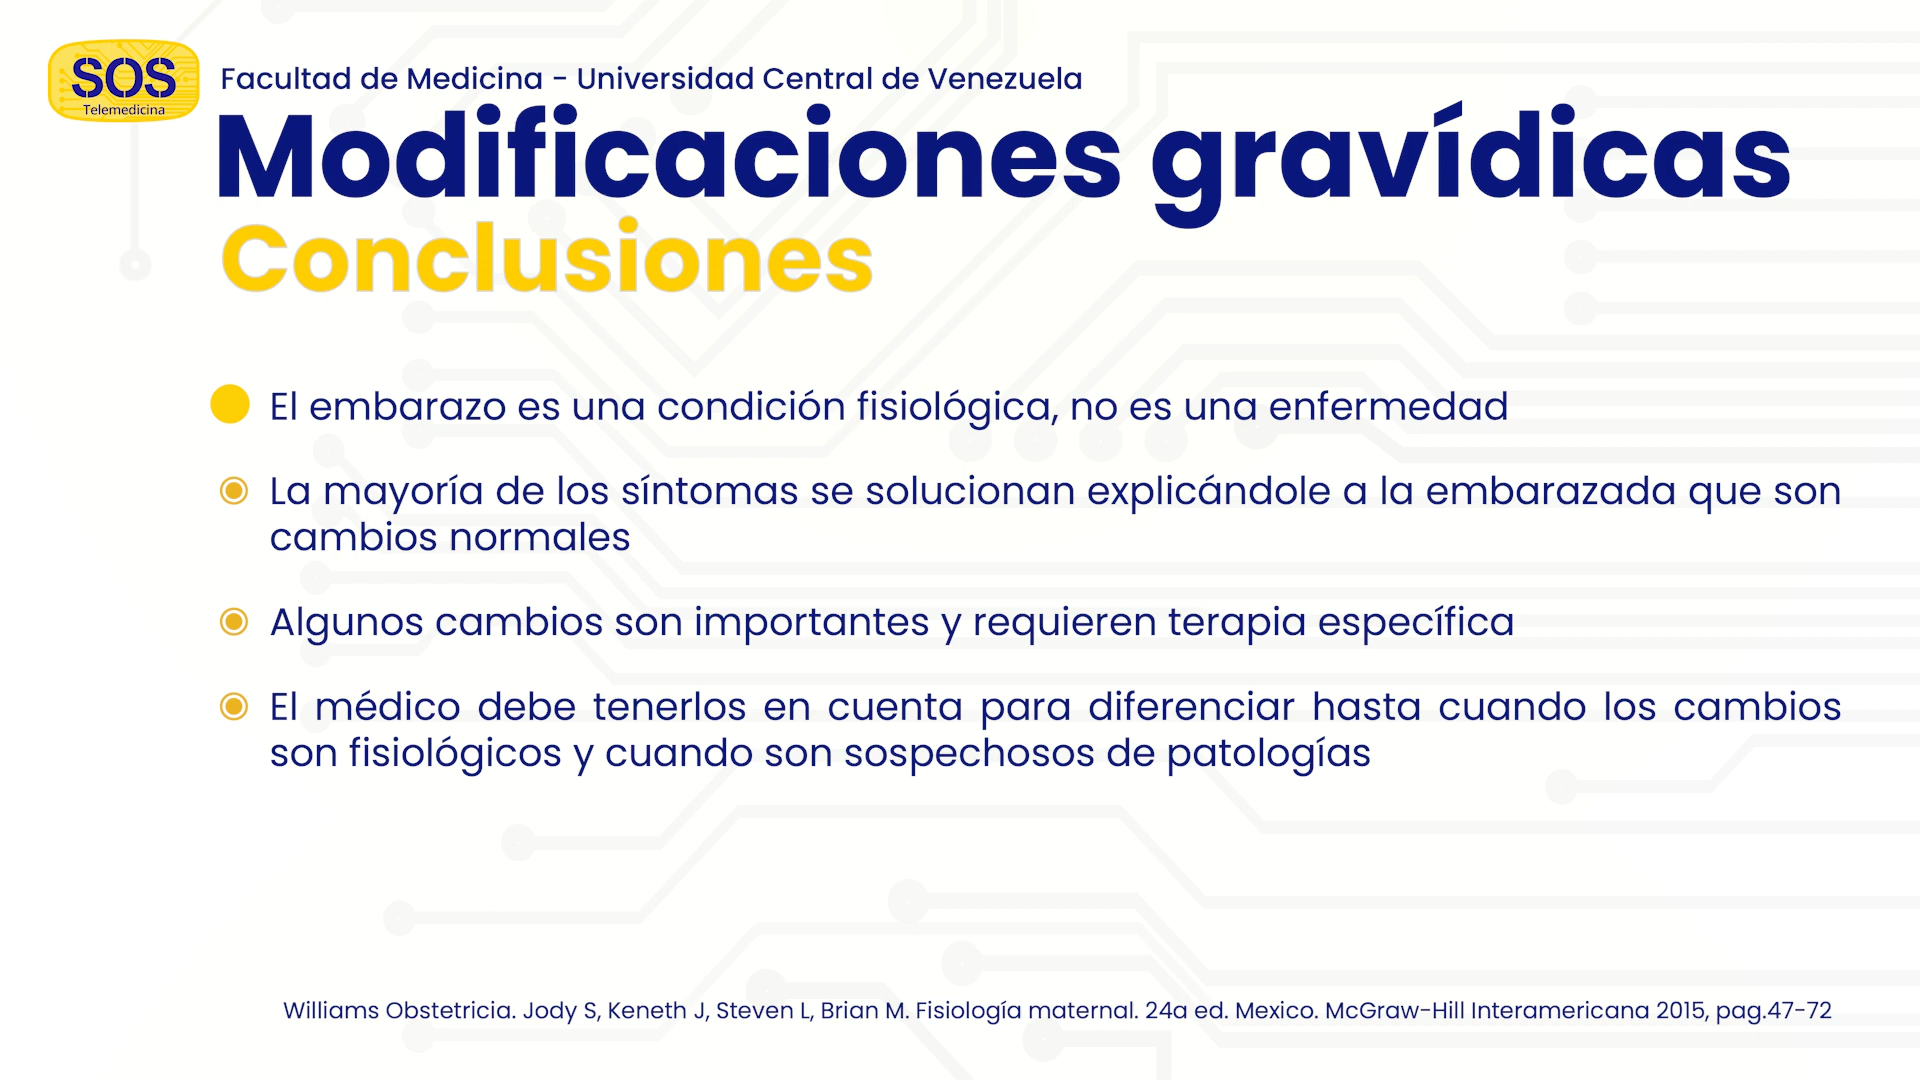 SOS
Telemedicina
Facultad de Medicina - Universidad Central de Venezuela
Modificaciones gravídicas
Conclusiones
El embarazo es una condición fisiológica, no es una enfermedad
La mayoría de los síntomas se solucionan explicándole a la embarazada que son
cambios normales
Algunos cambios son importantes y requieren terapia específica
El médico debe tenerlos en cuenta para diferenciar hasta cuando los cambios
son fisiológicos y cuando son sospechosos de patologías
Williams Obstetricia. Jody S, Keneth J, Steven L, Brian M. Fisiología maternal. 24a ed. Mexico. McGraw-Hill Interamericana 2015, pag.47-72